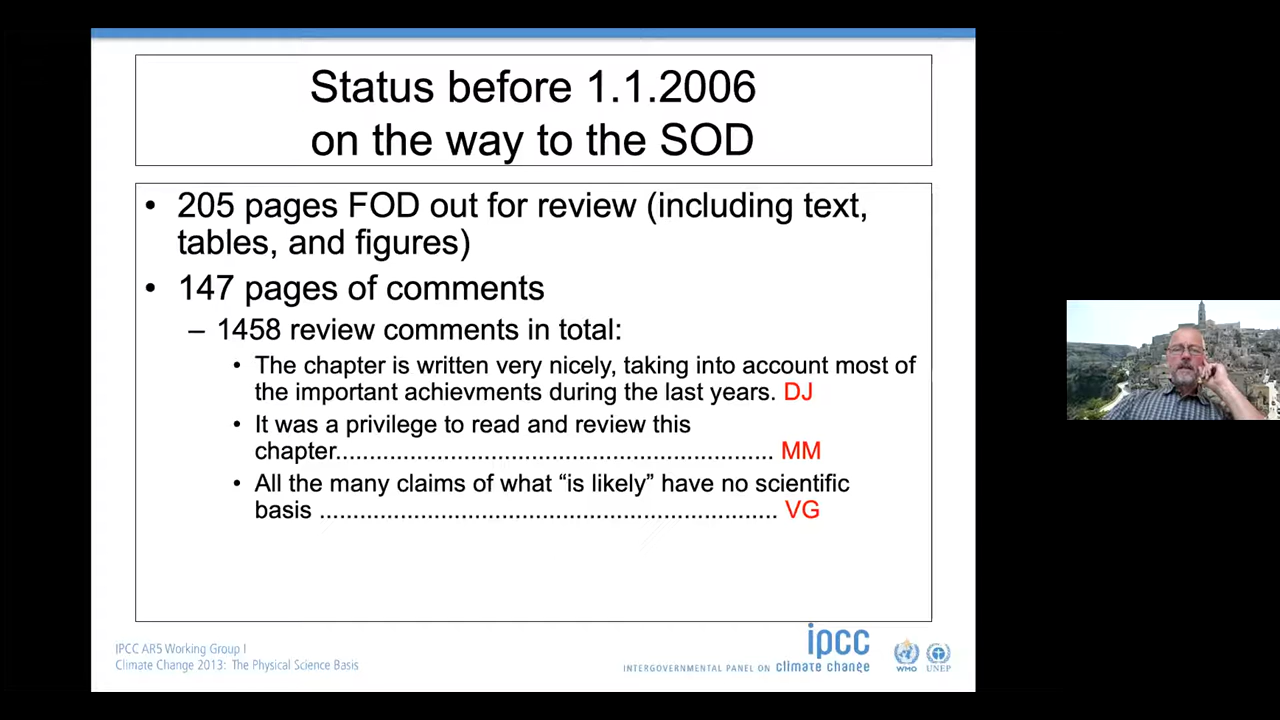 Status before 1.1.2006
on the way to the SOD
• 205 pages FOD out for review (including text,
tables, and figures)
• 147 pages of comments
– 1458 review comments in total:
• The chapter is written very nicely, taking into account most of
the important achievments during the last years. DJ
• It was a privilege to read and review this
chapter.......................................................... MM
• All the many claims of what “is likely” have no scientific
basis ............................................................ VG
IPCC AR5 Working Group I
Climate Change 2013: The Physical Science Basis
ipcc
INTERGOVERNMENTAL PANEL ON climate change
WMO
UNEP